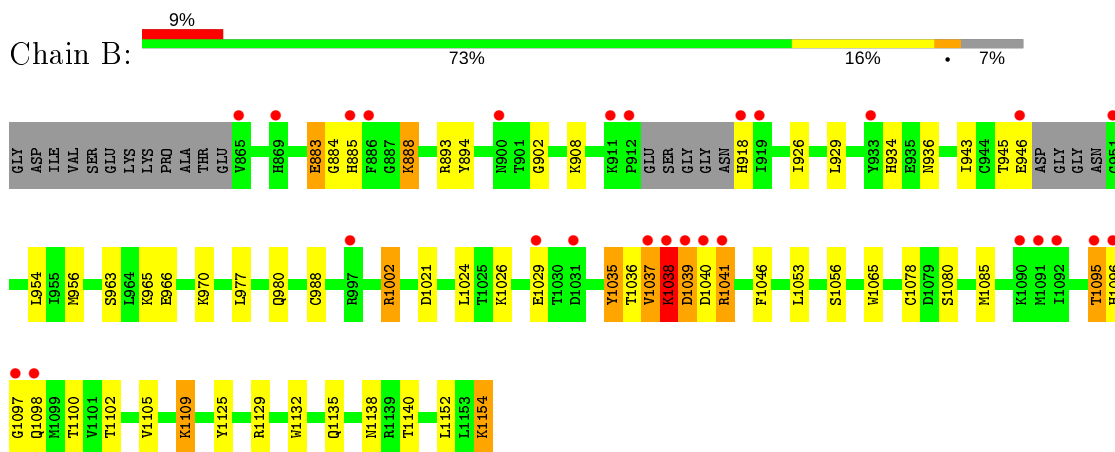 9%
Chain B:
73% 16% • 7%
GLY ASP ILE VAL SER GLU LYS LYS PRO ALA THR GLU V865 H869 E883 G884 H885 F886 G887 K888 R893 Y894 N900 T901 G902 K908 K911 P912 GLU SER GLY GLY ASN H918 I919 I926 L929 Y933 H934 E935 N936 I943 C944 T945 E946 ASP GLY GLY ASN G951
L954 I955 M956 S963 L964 K965 E966 K970 L977 Q980 C988 R997 R1002 D1021 L1024 T1025 K1026 E1029 T1030 D1031 Y1035 T1036 V1037 K1038 D1039 D1040 R1041 F1046 L1053 S1056 W1065 C1078 D1079 S1080 M1085 K1090 M1091 I1092 T1095 H1096
G1097 Q1098 M1099 T1100 V1101 T1102 V1105 K1109 Y1125 R1129 W1132 Q1135 N1138 R1139 T1140 L1152 L1153 K1154